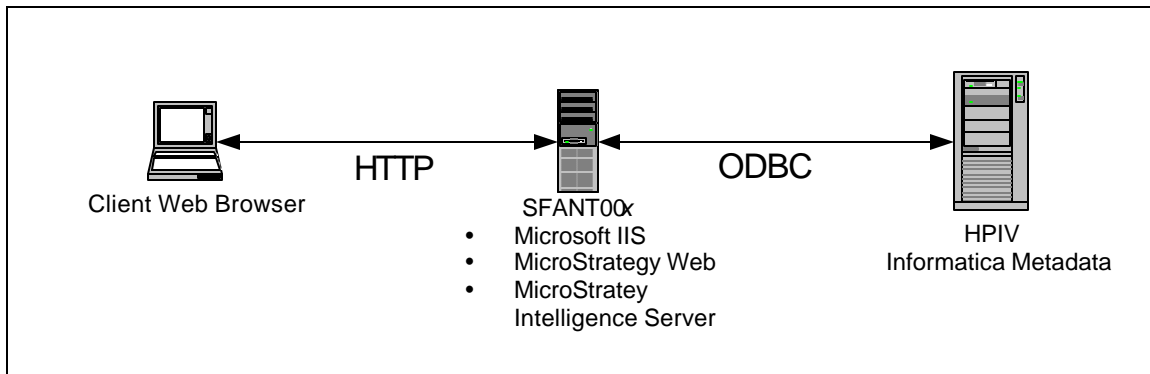 HTTP
ODBC
Client Web Browser
SFANT00x
• Microsoft IIS
• MicroStrategy Web
• MicroStratey
Intelligence Server
HPIV
Informatica Metadata